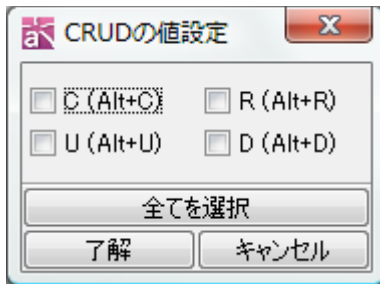 CRUDの値設定
C (Alt+C) R (Alt+R)
U (Alt+U) D (Alt+D)
全てを選択
了解 キャンセル